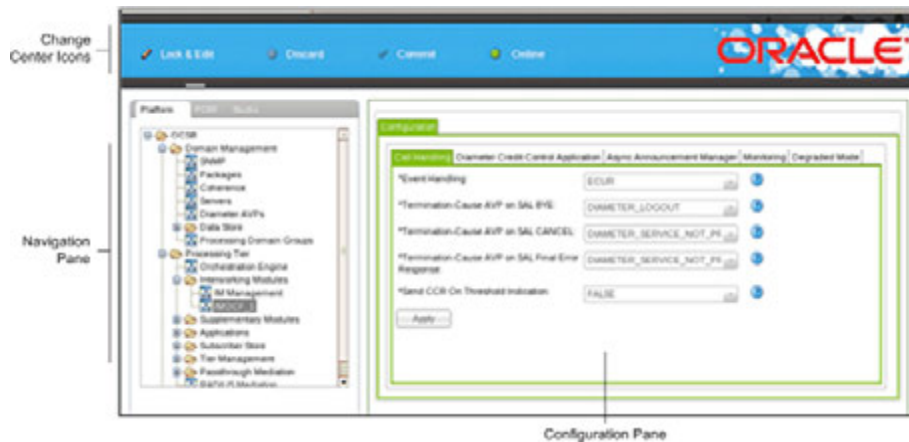 Change
Center Icons
Lock & Edit
Discard
Commit
Online
ORACLE
Platform
OCSB
Domain Management
SNMP
Packages
Coherence
Servers
Diameter AVPs
Data Store
Processing Domain Groups
Processing Tier
Orchestration Engine
Interworking Modules
IM Management
Supplementary Modules
Applications
Subscriber Store
Tier Management
Passthrough Mediation
RADIUS Mediation
Navigation
Pane
Configuration
Call Handling
Diameter Credit Control Application
Async Announcement Manager
Monitoring
Degraded Mode
*Event Handling
ECUR
*Termination-Cause AVP on SAL BYE
DIAMETER_LOGOUT
*Termination-Cause AVP on SAL CANCEL
DIAMETER_SERVICE_NOT_PR
*Termination-Cause AVP on SAL Final Error
Response
DIAMETER_SERVICE_NOT_PR
*Send CCR On Threshold Indication
FALSE
Apply
Configuration Pane